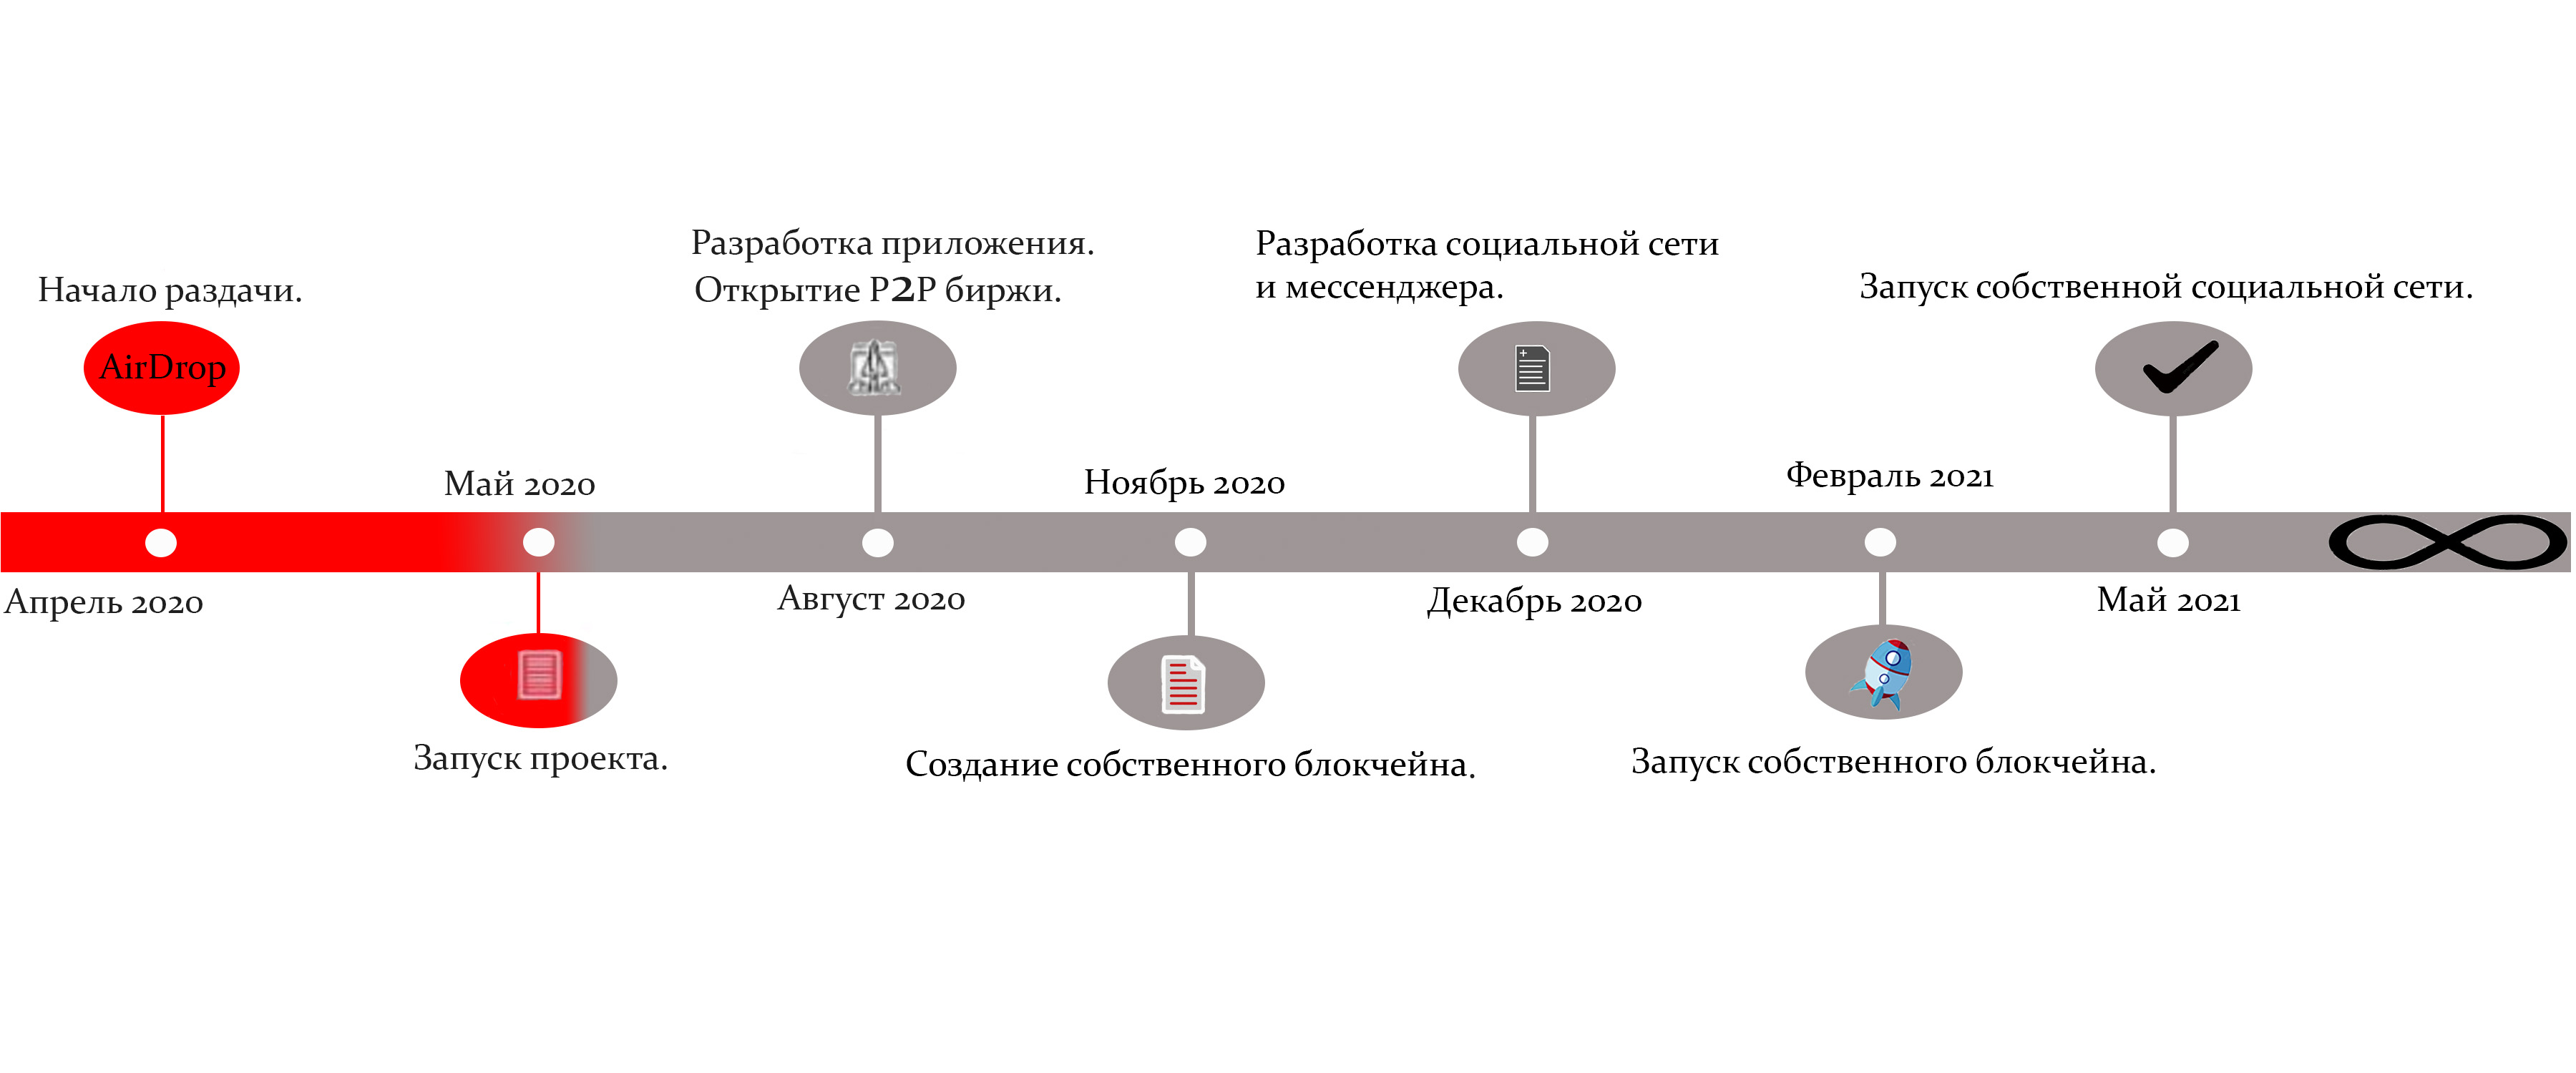 Начало раздачи.
AirDrop
Апрель 2020
Май 2020
Запуск проекта.
Разработка приложения.
Открытие P2P биржи.
Август 2020
Ноябрь 2020
Создание собственного блокчейна.
Разработка социальной сети
и мессенджера.
Декабрь 2020
Февраль 2021
Запуск собственного блокчейна.
Запуск собственной социальной сети.
Май 2021